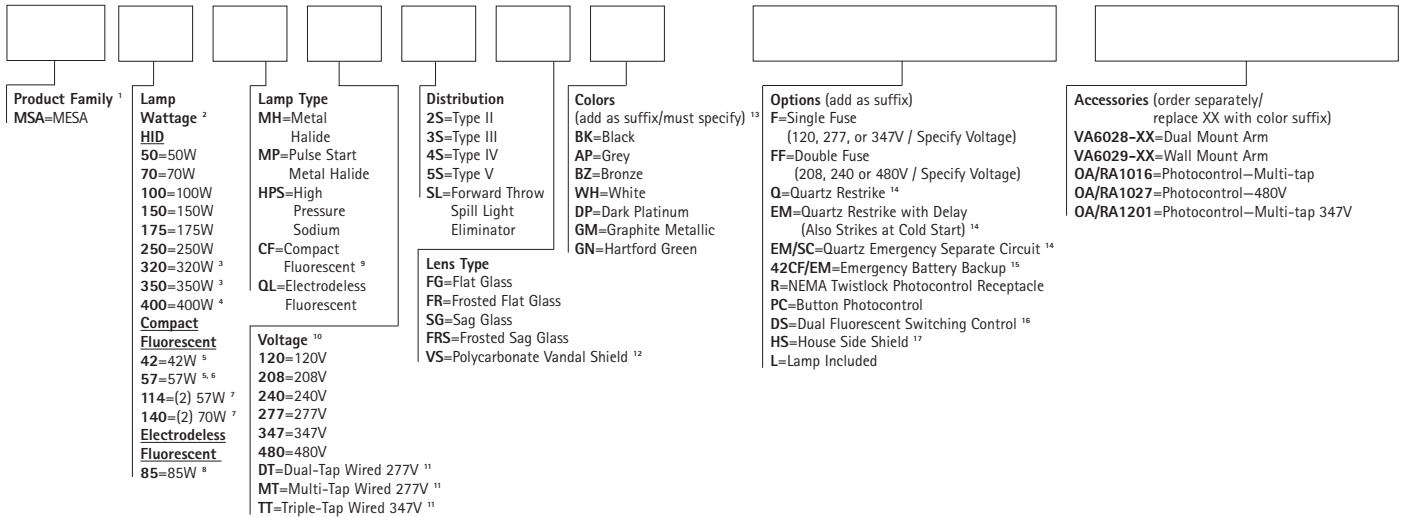 Product Family ¹
MSA=MESA
Lamp
Wattage ²
HID
50=50W
70=70W
100=100W
150=150W
175=175W
250=250W
320=320W ³
350=350W ³
400=400W ⁴
Compact
Fluorescent
42=42W ⁵
57=57W ⁵, ⁶
114=(2) 57W ⁷
140=(2) 70W ⁷
Electrodeless
Fluorescent
85=85W ⁸
Lamp Type
MH=Metal
Halide
MP=Pulse Start
Metal Halide
HPS=High
Pressure
Sodium
CF=Compact
Fluorescent ⁹
QL=Electrodeless
Fluorescent
Voltage ¹⁰
120=120V
208=208V
240=240V
277=277V
347=347V
480=480V
DT=Dual-Tap Wired 277V ¹¹
MT=Multi-Tap Wired 277V ¹¹
TT=Triple-Tap Wired 347V ¹¹
Distribution
2S=Type II
3S=Type III
4S=Type IV
5S=Type V
SL=Forward Throw
Spill Light
Eliminator
Lens Type
FG=Flat Glass
FR=Frosted Flat Glass
SG=Sag Glass
FRS=Frosted Sag Glass
VS=Polycarbonate Vandal Shield ¹²
Colors
(add as suffix/must specify) ¹³
BK=Black
AP=Grey
BZ=Bronze
WH=White
DP=Dark Platinum
GM=Graphite Metallic
GN=Hartford Green
Options (add as suffix)
F=Single Fuse
(120, 277, or 347V / Specify Voltage)
FF=Double Fuse
(208, 240 or 480V / Specify Voltage)
Q=Quartz Restrike ¹⁴
EM=Quartz Restrike with Delay
(Also Strikes at Cold Start) ¹⁴
EM/SC=Quartz Emergency Separate Circuit ¹⁴
42CF/EM=Emergency Battery Backup ¹⁵
R=NEMA Twistlock Photocontrol Receptacle
PC=Button Photocontrol
DS=Dual Fluorescent Switching Control ¹⁶
HS=House Side Shield ¹⁷
L=Lamp Included
Accessories (order separately/
replace XX with color suffix)
VA6028-XX=Dual Mount Arm
VA6029-XX=Wall Mount Arm
OA/RA1016=Photocontrol—Multi-tap
OA/RA1027=Photocontrol—480V
OA/RA1201=Photocontrol—Multi-tap 347V